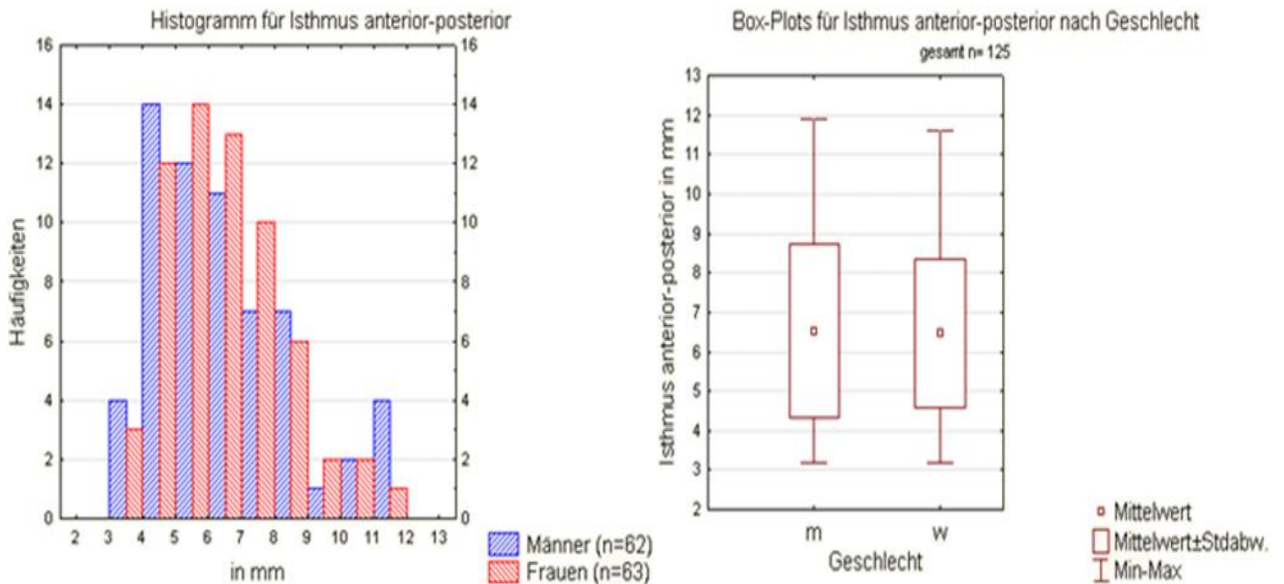 Histogramm für Isthmus anterior-posterior
16 16
14 14
12 12
10 10
8 8
6 6
4 4
2 2
0 0
2 3 4 5 6 7 8 9 10 11 12 13
Häufigkeiten
in mm
Männer (n=62)
Frauen (n=63)
Box-Plots für Isthmus anterior-posterior nach Geschlecht
gesamt n= 125
13
12
11
10
9
8
7
6
5
4
3
2
Isthmus anterior-posterior in mm
m w
Geschlecht
Mittelwert
Mittelwert±Stdabw.
Min-Max